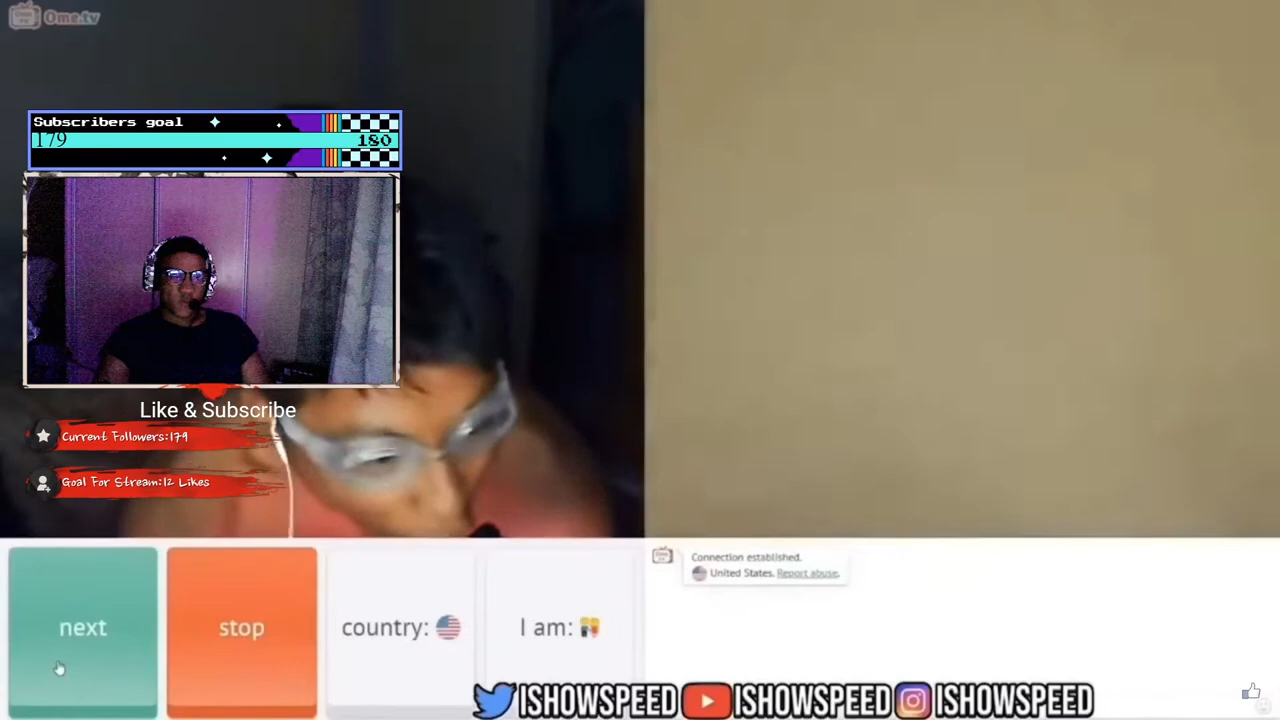 Ome.tv
Subscribers goal
179
180
Like & Subscribe
Current Followers:179
Goal For Stream:12 Likes
next
stop
country:
I am:
Connection established.
United States. Report abuse.
ISHOWSPEED ISHOWSPEED ISHOWSPEED